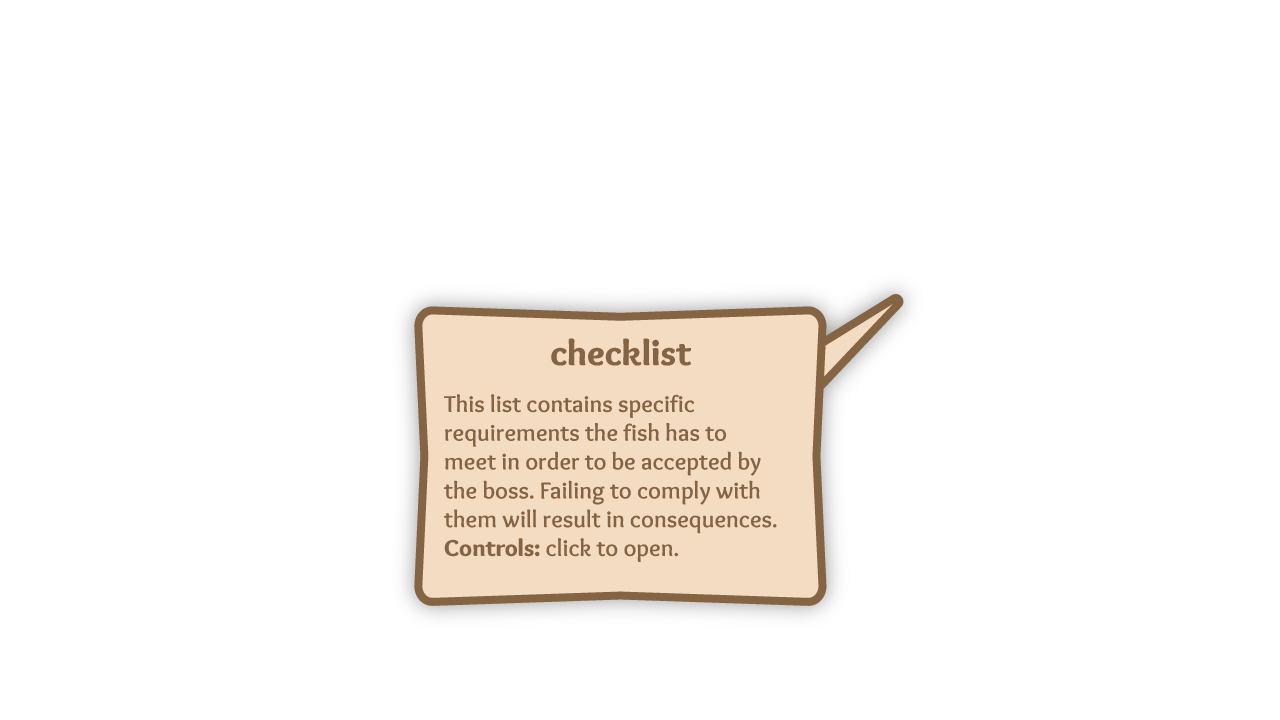 checklist
This list contains specific
requirements the fish has to
meet in order to be accepted by
the boss. Failing to comply with
them will result in consequences.
Controls: click to open.